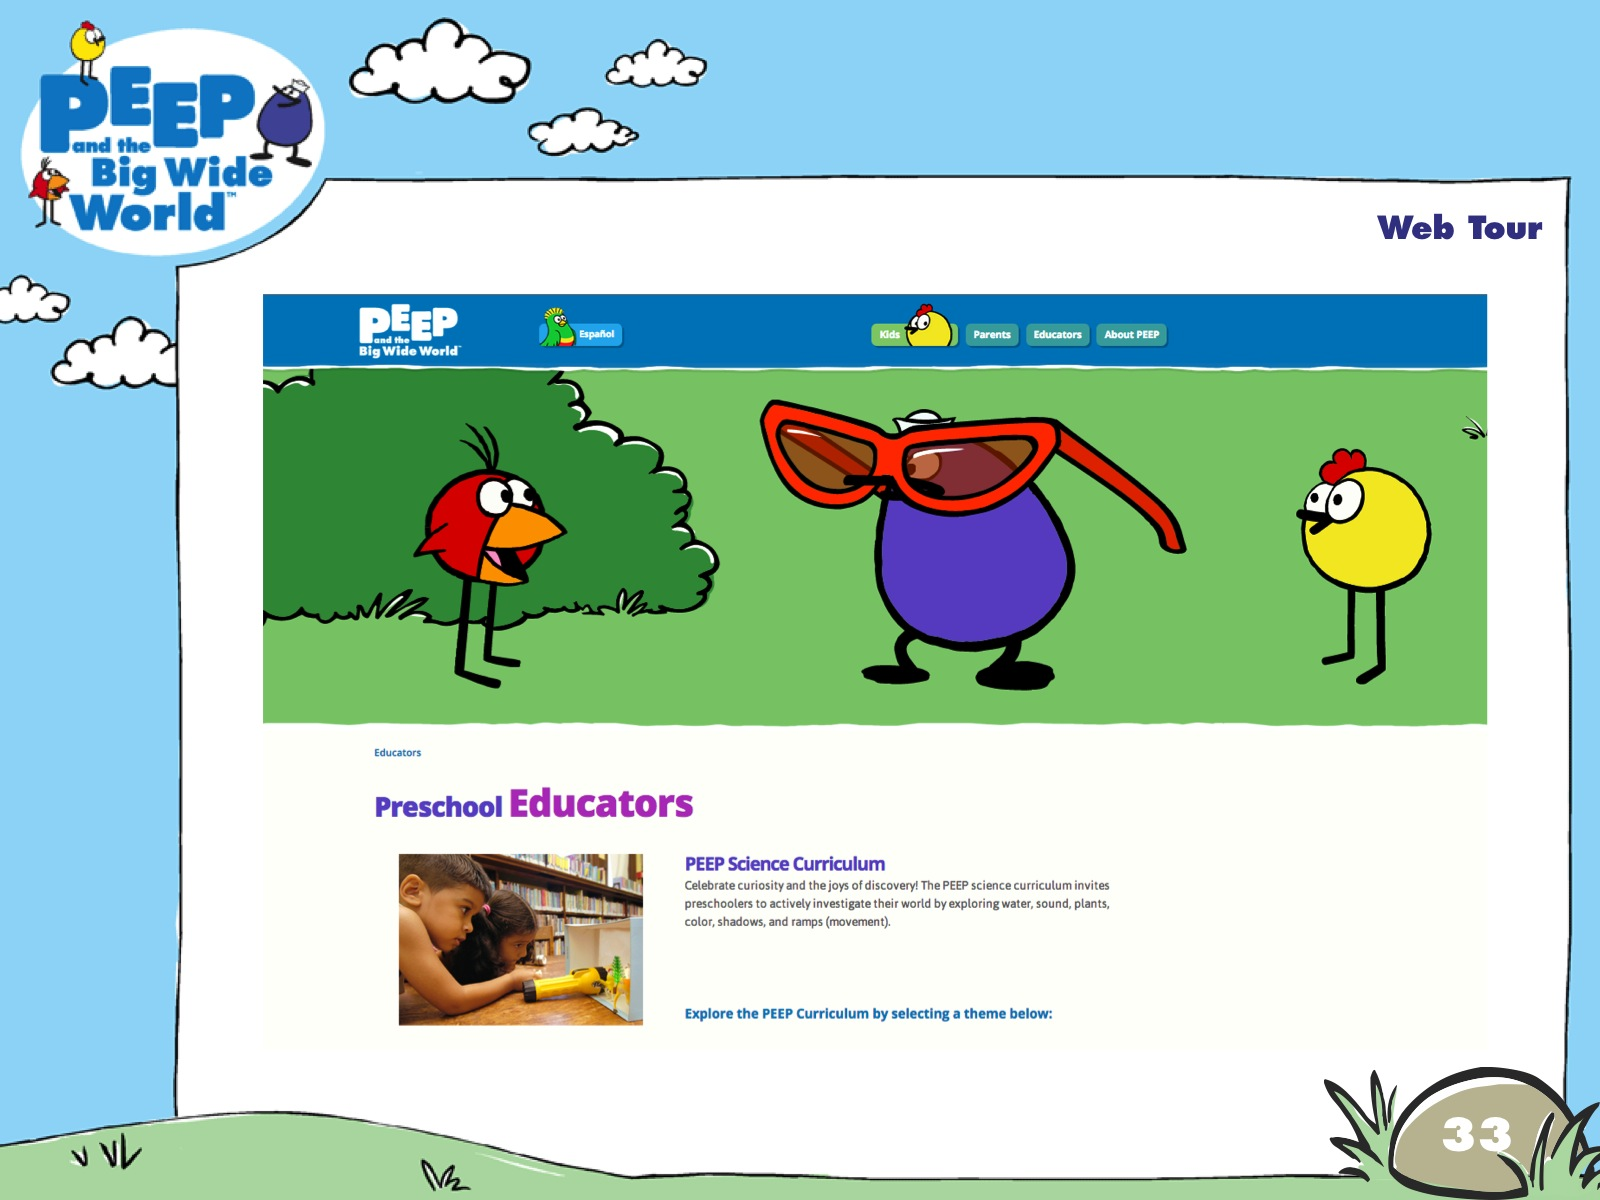 PEEP
and the
Big Wide
World™
Web Tour
PEEP
and the
Big Wide World™
Español
Kids
Parents
Educators
About PEEP
Educators
Preschool Educators
PEEP Science Curriculum
Celebrate curiosity and the joys of discovery! The PEEP science curriculum invites
preschoolers to actively investigate their world by exploring water, sound, plants,
color, shadows, and ramps (movement).
Explore the PEEP Curriculum by selecting a theme below:
33